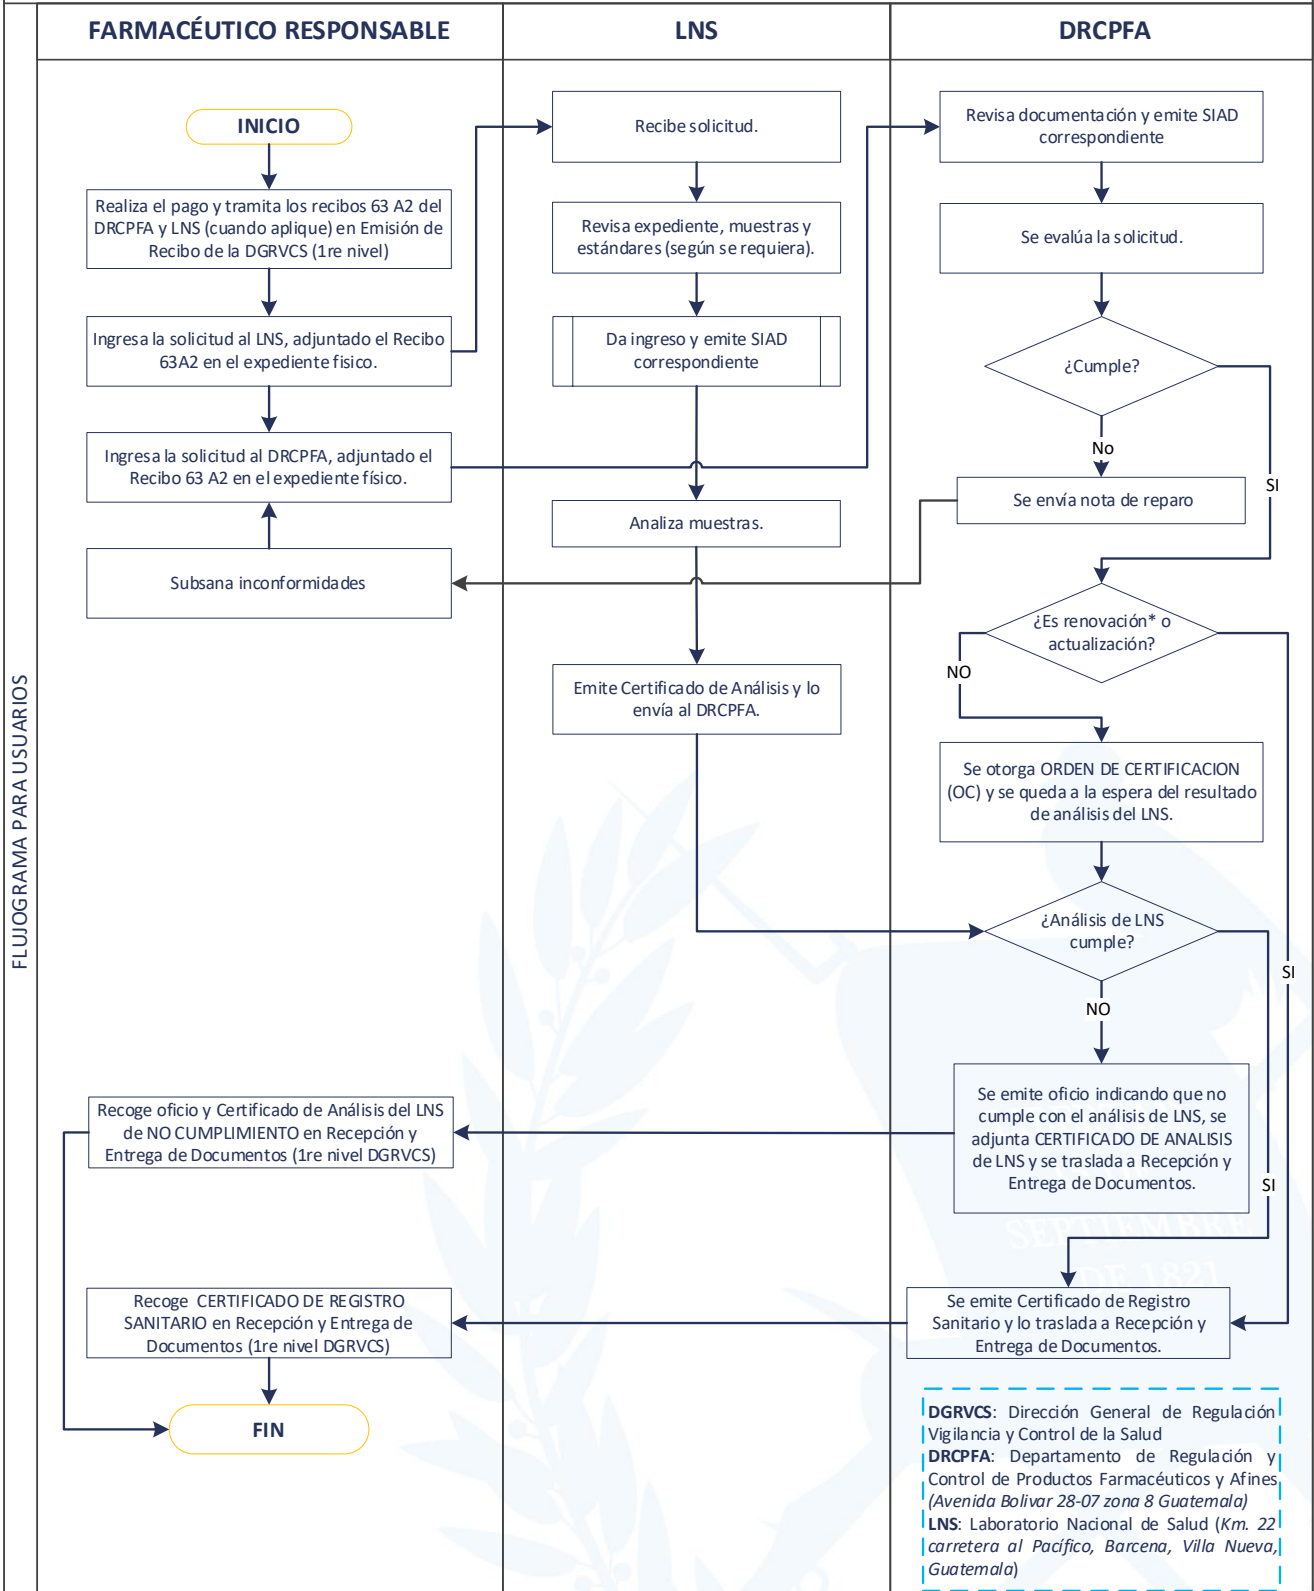 FARMACÉUTICO RESPONSABLE
LNS
DRCPFA
FLUJOGRAMA PARA USUARIOS
INICIO
Realiza el pago y tramita los recibos 63 A2 del
DRCPFA y LNS (cuando aplique) en Emisión de
Recibo de la DGRVCS (1re nivel)
Ingresa la solicitud al LNS, adjuntado el Recibo
63A2 en el expediente fisico.
Ingresa la solicitud al DRCPFA, adjuntado el
Recibo 63 A2 en el expediente físico.
Subsana inconformidades
Recoge oficio y Certificado de Análisis del LNS
de NO CUMPLIMIENTO en Recepción y
Entrega de Documentos (1re nivel DGRVCS)
Recoge CERTIFICADO DE REGISTRO
SANITARIO en Recepción y Entrega de
Documentos (1re nivel DGRVCS)
FIN
Recibe solicitud.
Revisa expediente, muestras y
estándares (según se requiera).
Da ingreso y emite SIAD
correspondiente
Analiza muestras.
Emite Certificado de Análisis y lo
envía al DRCPFA.
Revisa documentación y emite SIAD
correspondiente
Se evalúa la solicitud.
¿Cumple?
No
SI
Se envía nota de reparo
¿Es renovación* o
actualización?
NO
SI
Se otorga ORDEN DE CERTIFICACION
(OC) y se queda a la espera del resultado
de análisis del LNS.
¿Análisis de LNS
cumple?
NO
SI
Se emite oficio indicando que no
cumple con el análisis de LNS, se
adjunta CERTIFICADO DE ANALISIS
de LNS y se traslada a Recepción y
Entrega de Documentos.
SEPTIEMBRE
DE 1821
Se emite Certificado de Registro
Sanitario y lo traslada a Recepción y
Entrega de Documentos.
DGRVCS: Dirección General de Regulación
Vigilancia y Control de la Salud
DRCPFA: Departamento de Regulación y
Control de Productos Farmacéuticos y Afines
(Avenida Bolivar 28-07 zona 8 Guatemala)
LNS: Laboratorio Nacional de Salud (Km. 22
carretera al Pacífico, Barcena, Villa Nueva,
Guatemala)